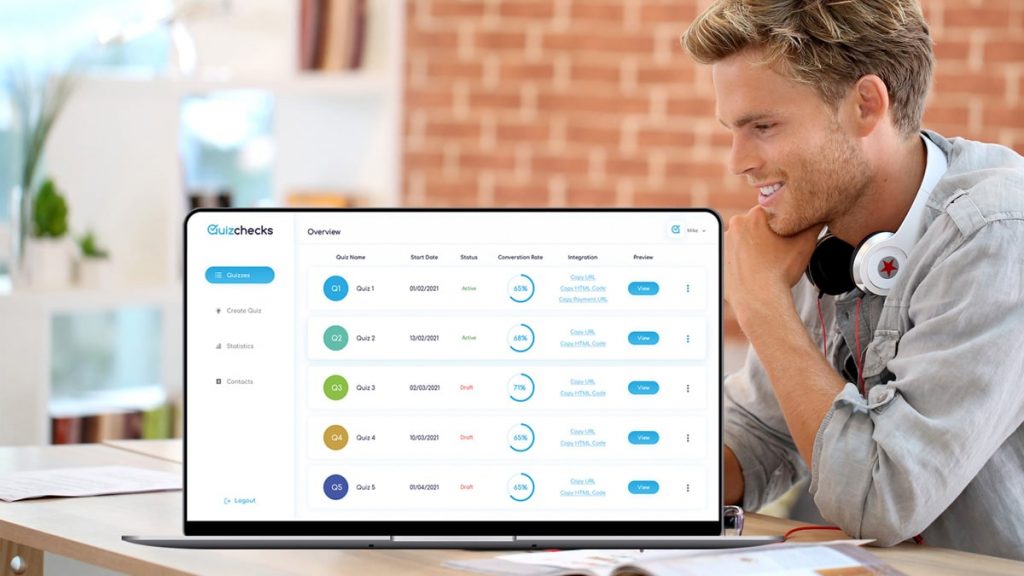 Quizchecks
Overview
Mike
Quizzes
Create Quiz
Statistics
Contacts
Logout
Quiz Name Start Date Status Conversion Rate Integration Preview
Q1 Quiz 1 01/02/2021 Active 65% Copy URL View
Copy HTML Code
Copy Payment URL
Q2 Quiz 2 13/02/2021 Active 68% Copy URL View
Copy HTML Code
Q3 Quiz 3 02/03/2021 Draft 71% Copy URL View
Copy HTML Code
Q4 Quiz 4 10/03/2021 Draft 65% Copy URL View
Copy HTML Code
Q5 Quiz 5 01/04/2021 Draft 65% Copy URL View
Copy HTML Code